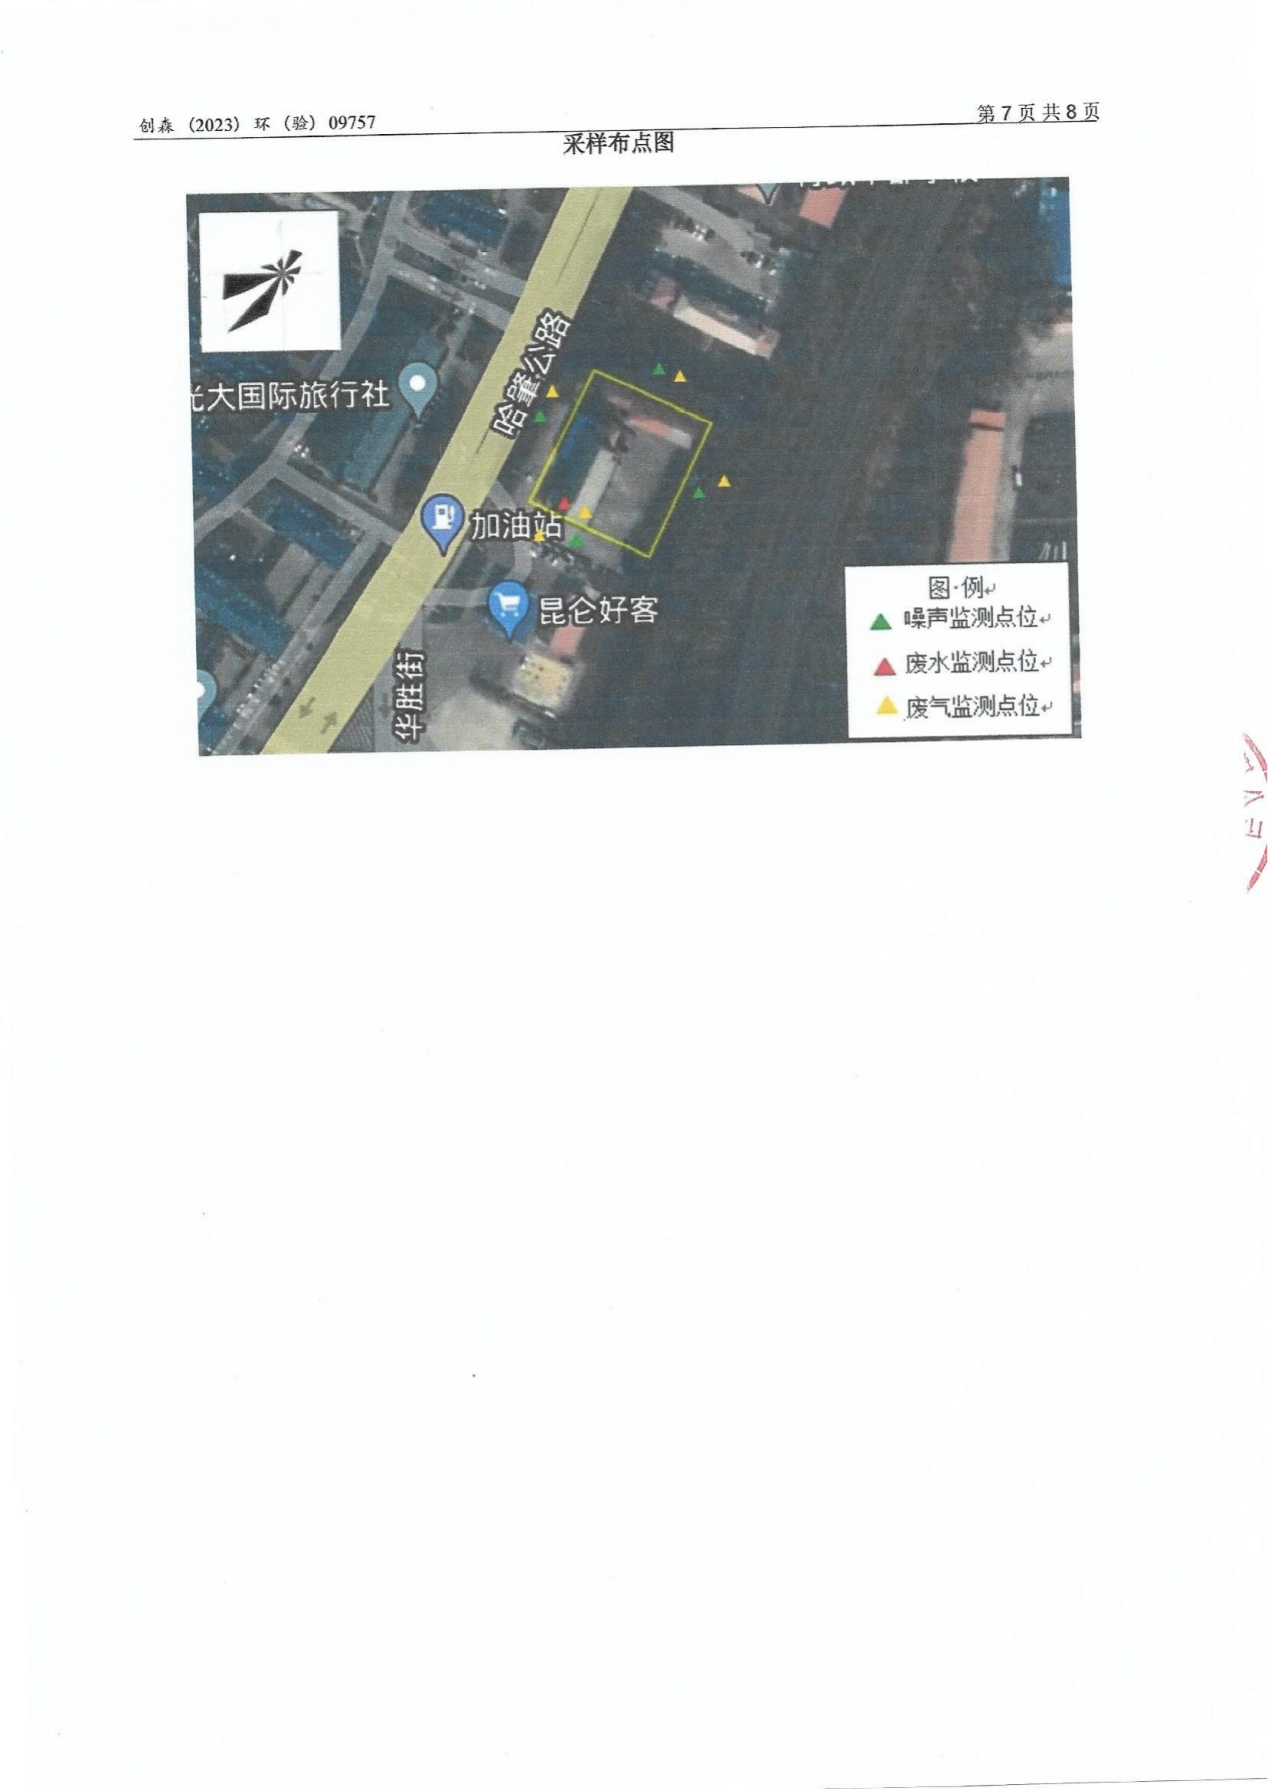 创森（2023）环（验）09757
第 7 页 共 8 页
采样布点图
哈肇公路
光大国际旅行社
加油站
昆仑好客
华胜街
图·例
噪声监测点位
废水监测点位
废气监测点位